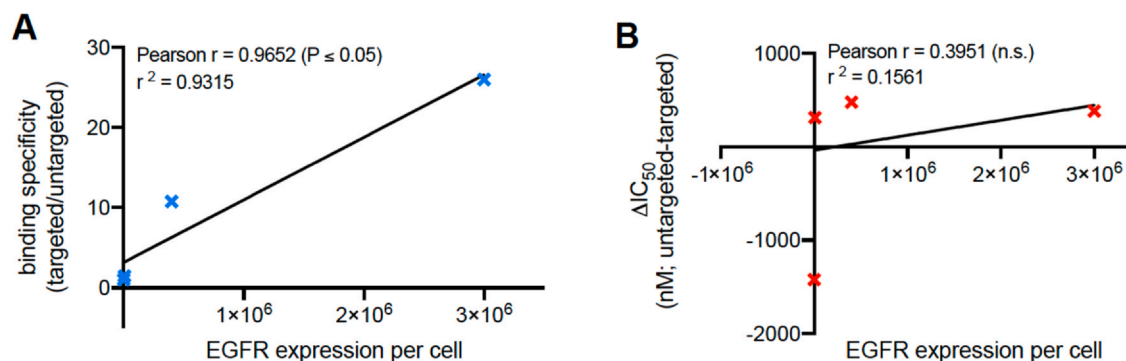 A
30
20
10
0
Pearson r = 0.9652 (P ≤ 0.05)
r² = 0.9315
binding specificity
(targeted/untargeted)
1×10⁶
2×10⁶
3×10⁶
EGFR expression per cell
B
1000
-1000
-2000
Pearson r = 0.3951 (n.s.)
r² = 0.1561
ΔIC₅₀
(nM; untargeted-targeted)
-1×10⁶
1×10⁶
2×10⁶
3×10⁶
EGFR expression per cell